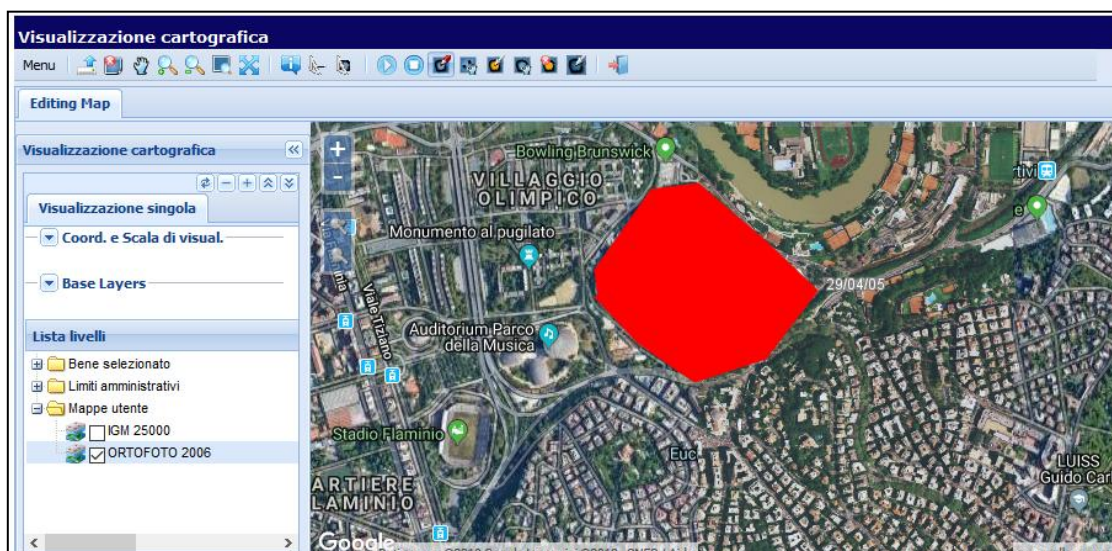 Visualizzazione cartografica
Menu
Editing Map
Visualizzazione cartografica
Visualizzazione singola
Coord. e Scala di visual.
Base Layers
Lista livelli
Bene selezionato
Limiti amministrativi
Mappe utente
IGM 25000
ORTOFOTO 2006
Bowling Brunswick
VILLAGGIO
OLIMPICO
Monumento al pugilato
29/04/05
Viale Tiziano
Auditorium Parco
della Musica
Stadio Flaminio
Euc
LUISS
Guido Car
ARTIERE
LAMINIO
Google